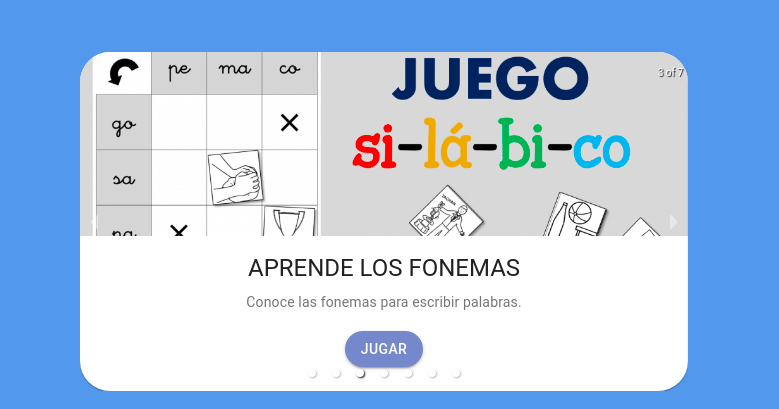 pe ma co
JUEGO
3 of 7
go
si-lá-bi-co
sa
APRENDE LOS FONEMAS
Conoce las fonemas para escribir palabras.
JUGAR